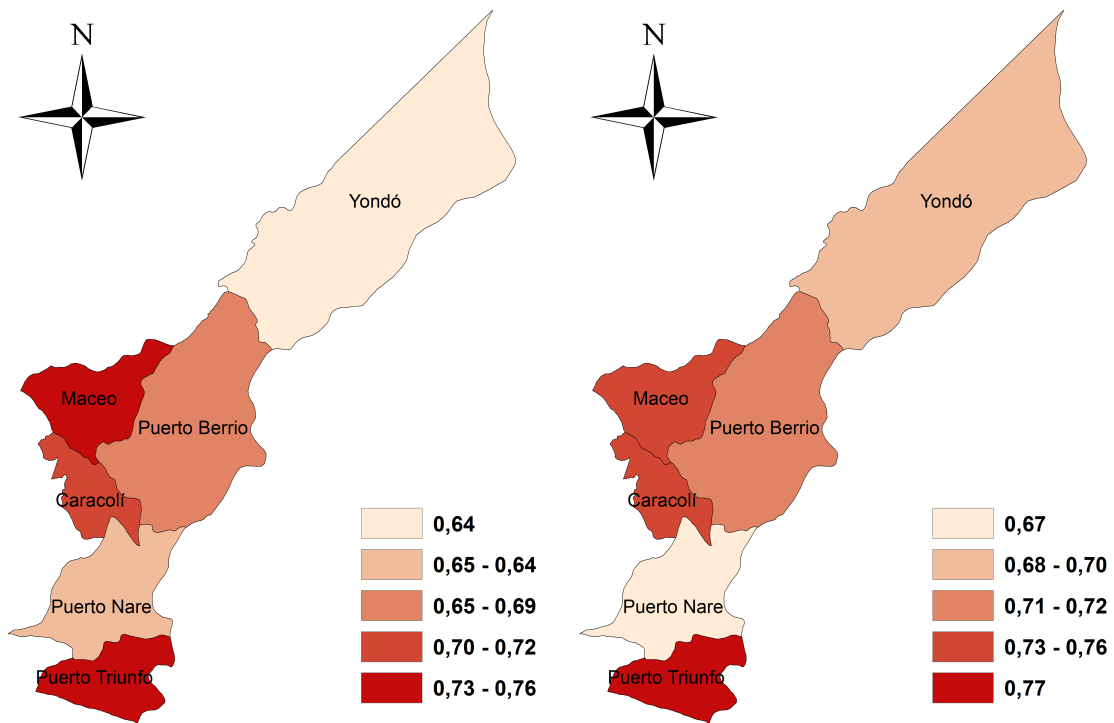 N
Yondó
Maceo
Puerto Berrio
Caracolí
Puerto Nare
Puerto Triunfo
0,64
0,65 - 0,64
0,65 - 0,69
0,70 - 0,72
0,73 - 0,76
N
Yondó
Maceo
Puerto Berrio
Caracolí
Puerto Nare
Puerto Triunfo
0,67
0,68 - 0,70
0,71 - 0,72
0,73 - 0,76
0,77